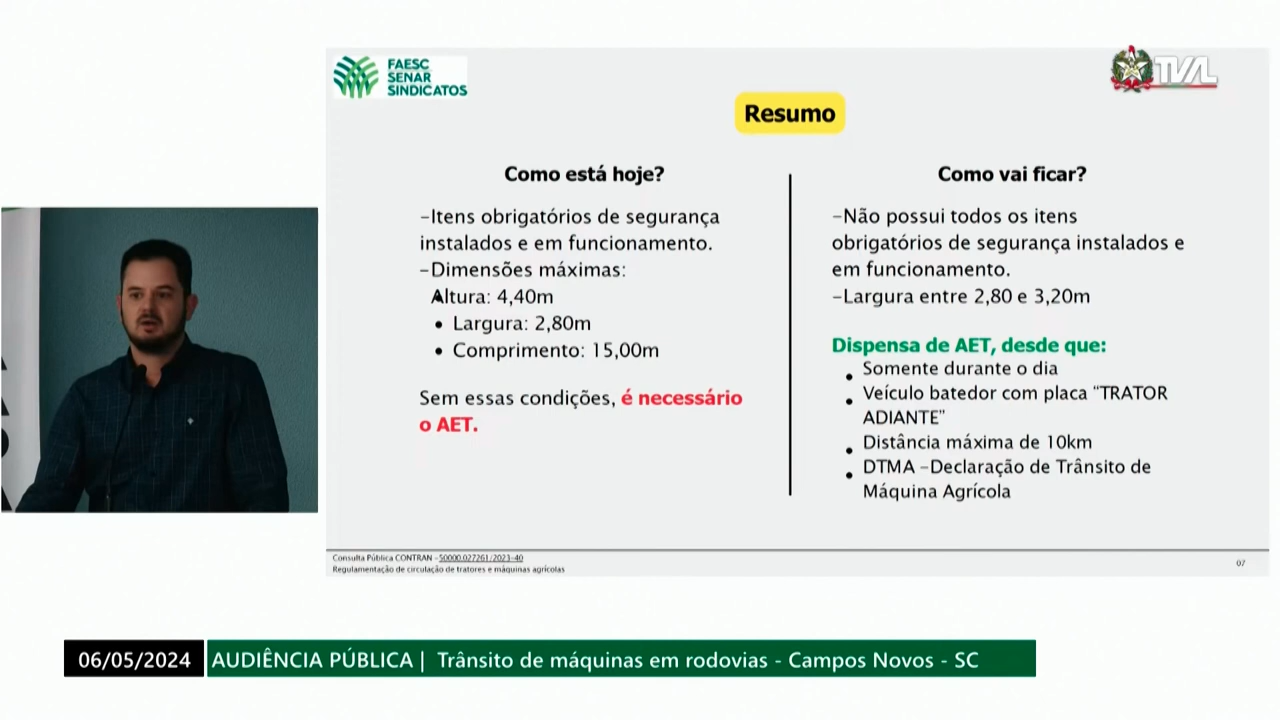 FAESC
SENAR
SINDICATOS
TVAL
Resumo
Como está hoje?
-Itens obrigatórios de segurança
instalados e em funcionamento.
-Dimensões máximas:
Altura: 4,40m
• Largura: 2,80m
• Comprimento: 15,00m
Sem essas condições, é necessário
o AET.
Como vai ficar?
-Não possui todos os itens
obrigatórios de segurança instalados e
em funcionamento.
-Largura entre 2,80 e 3,20m
Dispensa de AET, desde que:
• Somente durante o dia
• Veículo batedor com placa “TRATOR
ADIANTE”
• Distância máxima de 10km
• DTMA -Declaração de Trânsito de
Máquina Agrícola
Consulta Pública CONTRAN - 50000.027261/2023-40
Regulamentação de circulação de tratores e máquinas agrícolas
07
06/05/2024 AUDIÊNCIA PÚBLICA | Trânsito de máquinas em rodovias - Campos Novos - SC